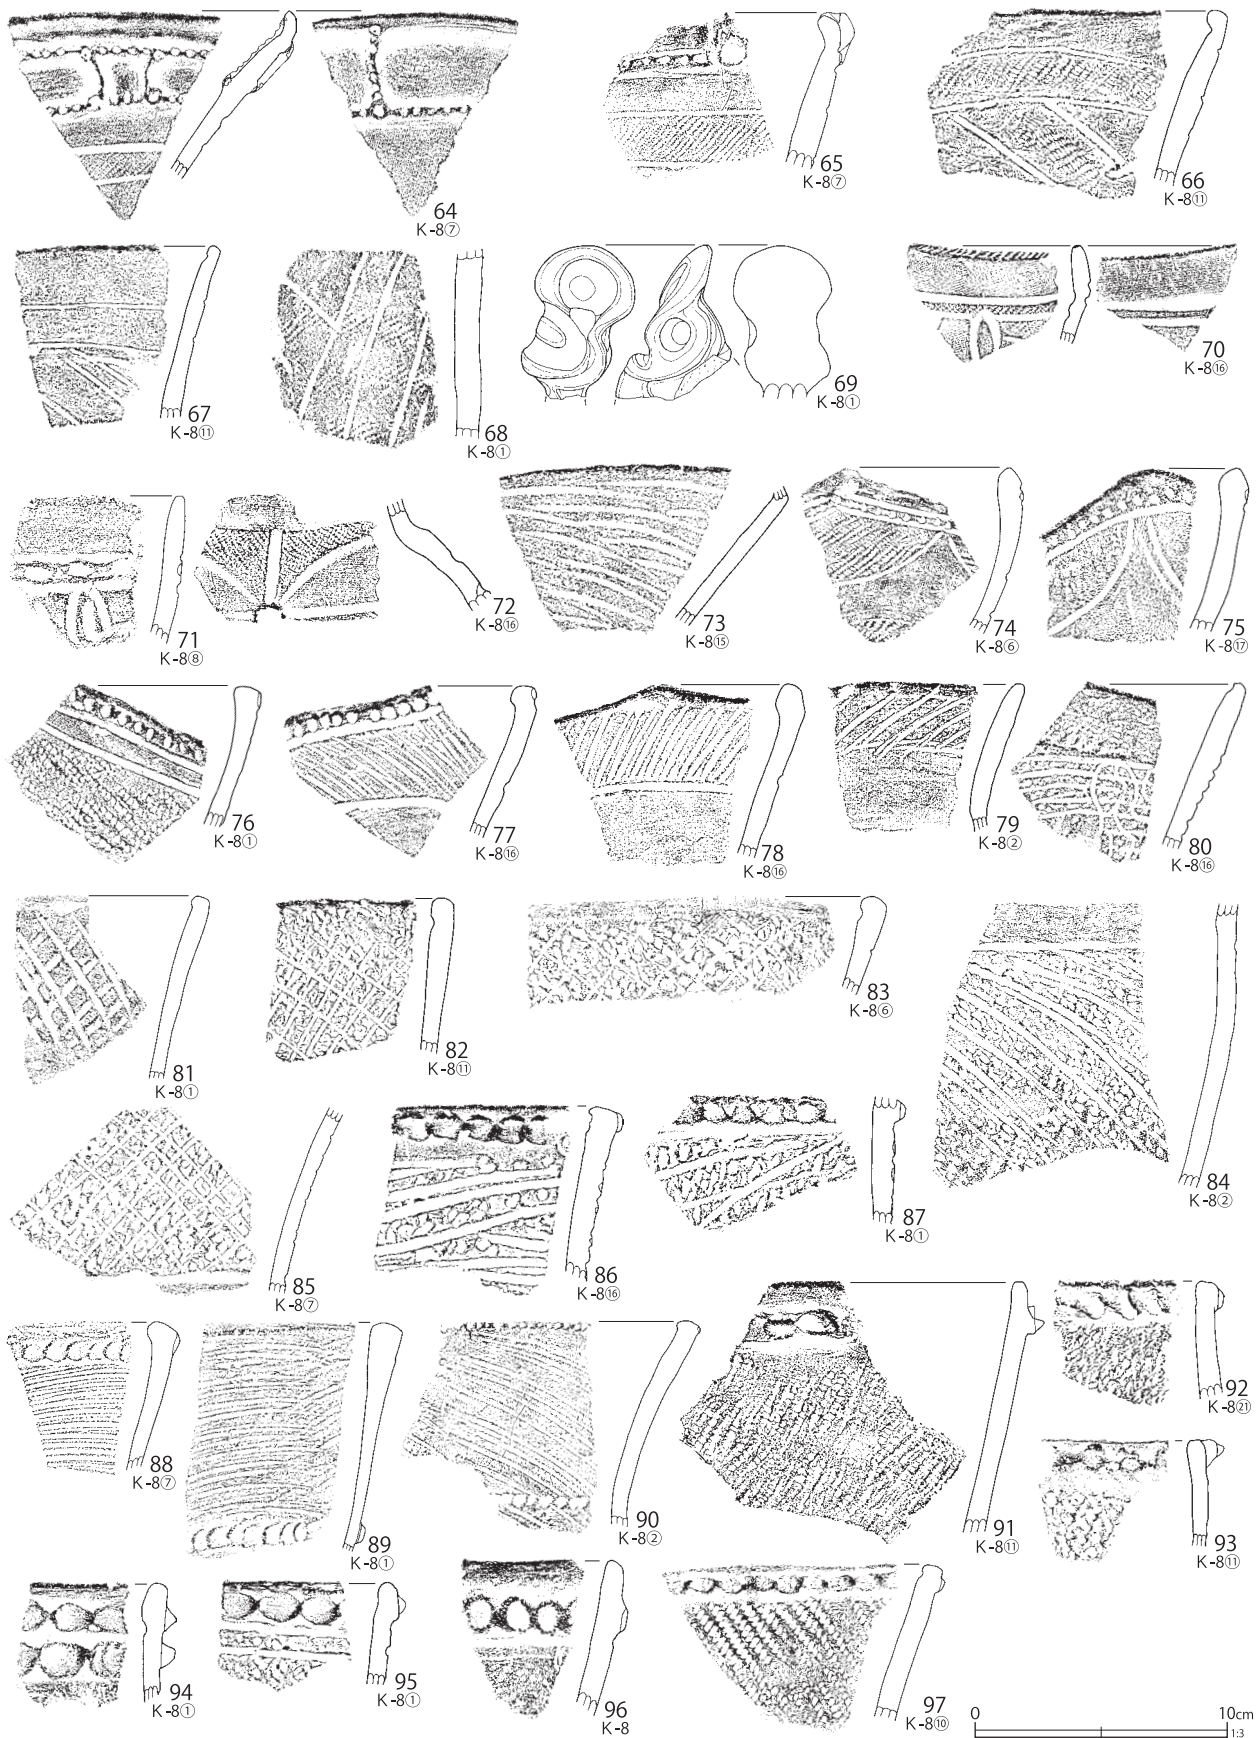 64
K-8⑦
65
K-8⑦
66
K-8⑪
67
K-8⑪
68
K-8①
69
K-8①
70
K-8⑯
71
K-8⑧
72
K-8⑯
73
K-8⑮
74
K-8⑥
75
K-8⑰
76
K-8①
77
K-8⑯
78
K-8⑯
79
K-8②
80
K-8⑯
81
K-8①
82
K-8⑪
83
K-8⑥
84
K-8②
85
K-8⑦
86
K-8⑯
87
K-8①
88
K-8⑦
89
K-8①
90
K-8②
91
K-8⑪
92
K-8㉑
93
K-8⑪
94
K-8①
95
K-8①
96
K-8
97
K-8⑩
0 10cm
1:3